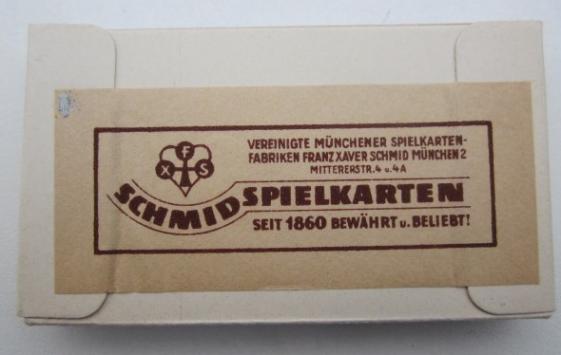 F
X S
VEREINIGTE MÜNCHENER SPIELKARTEN-
FABRIKEN FRANZ XAVER SCHMID MÜNCHEN 2
MITTERERSTR. 4 u. 4A
SCHMID SPIELKARTEN
SEIT 1860 BEWÄHRT u. BELIEBT!